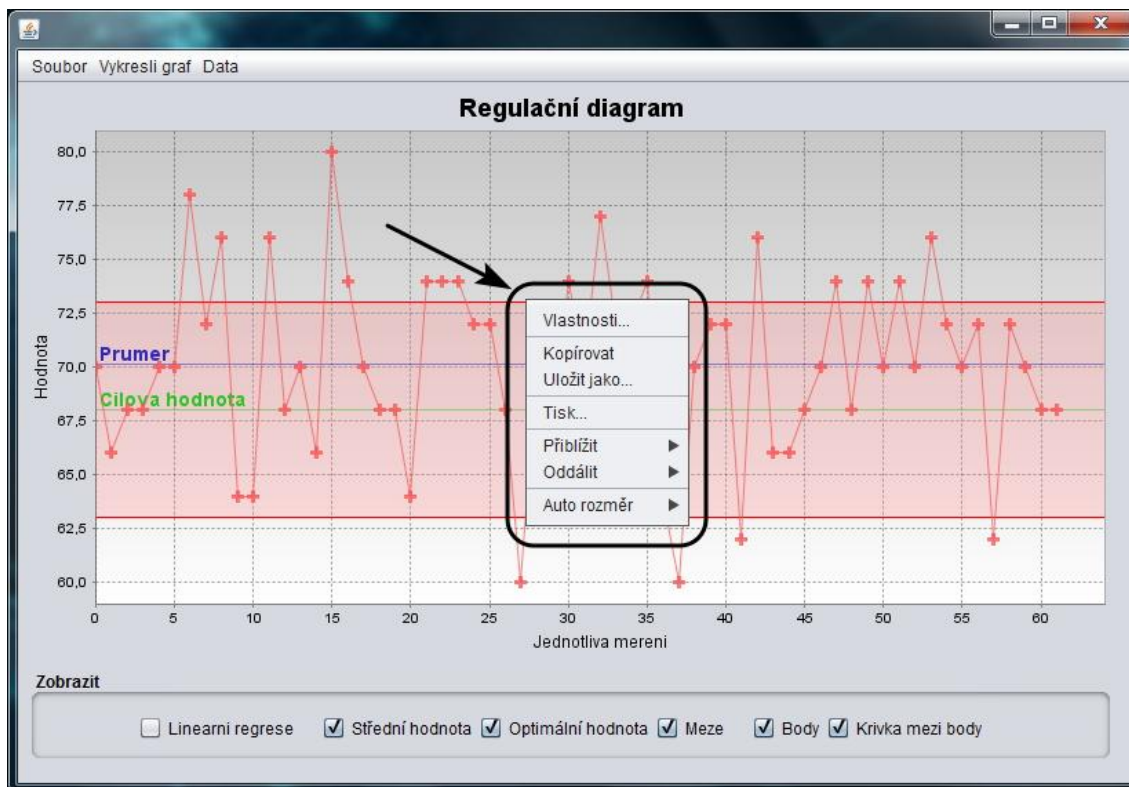 Soubor Vykresli graf Data
Regulační diagram
80,0
77,5
75,0
72,5
70,0
67,5
65,0
62,5
60,0
Hodnota
Prumer
Cilova hodnota
Vlastnosti...
Kopírovat
Uložit jako...
Tisk...
Přiblížit
Oddálit
Auto rozměr
0 5 10 15 20 25 30 35 40 45 50 55 60
Jednotliva mereni
Zobrazit
Linearni regrese Střední hodnota Optimální hodnota Meze Body Krivka mezi body